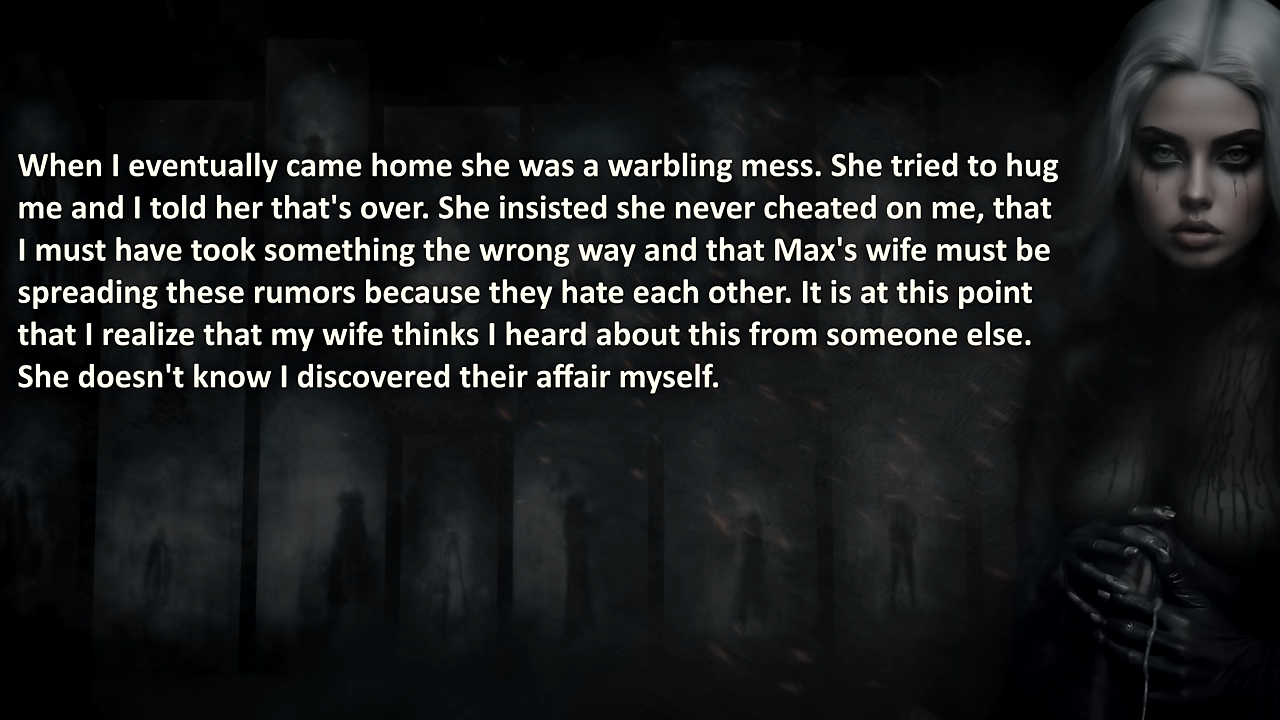 When I eventually came home she was a warbling mess. She tried to hug
me and I told her that's over. She insisted she never cheated on me, that
I must have took something the wrong way and that Max's wife must be
spreading these rumors because they hate each other. It is at this point
that I realize that my wife thinks I heard about this from someone else.
She doesn't know I discovered their affair myself.